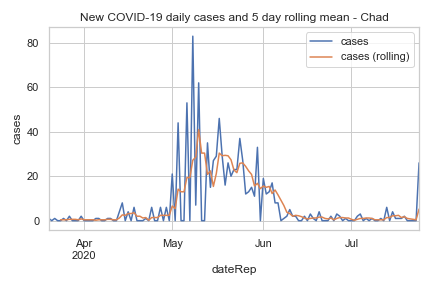 New COVID-19 daily cases and 5 day rolling mean - Chad
cases
cases (rolling)
80
60
40
20
0
cases
Apr
2020
May
Jun
Jul
dateRep